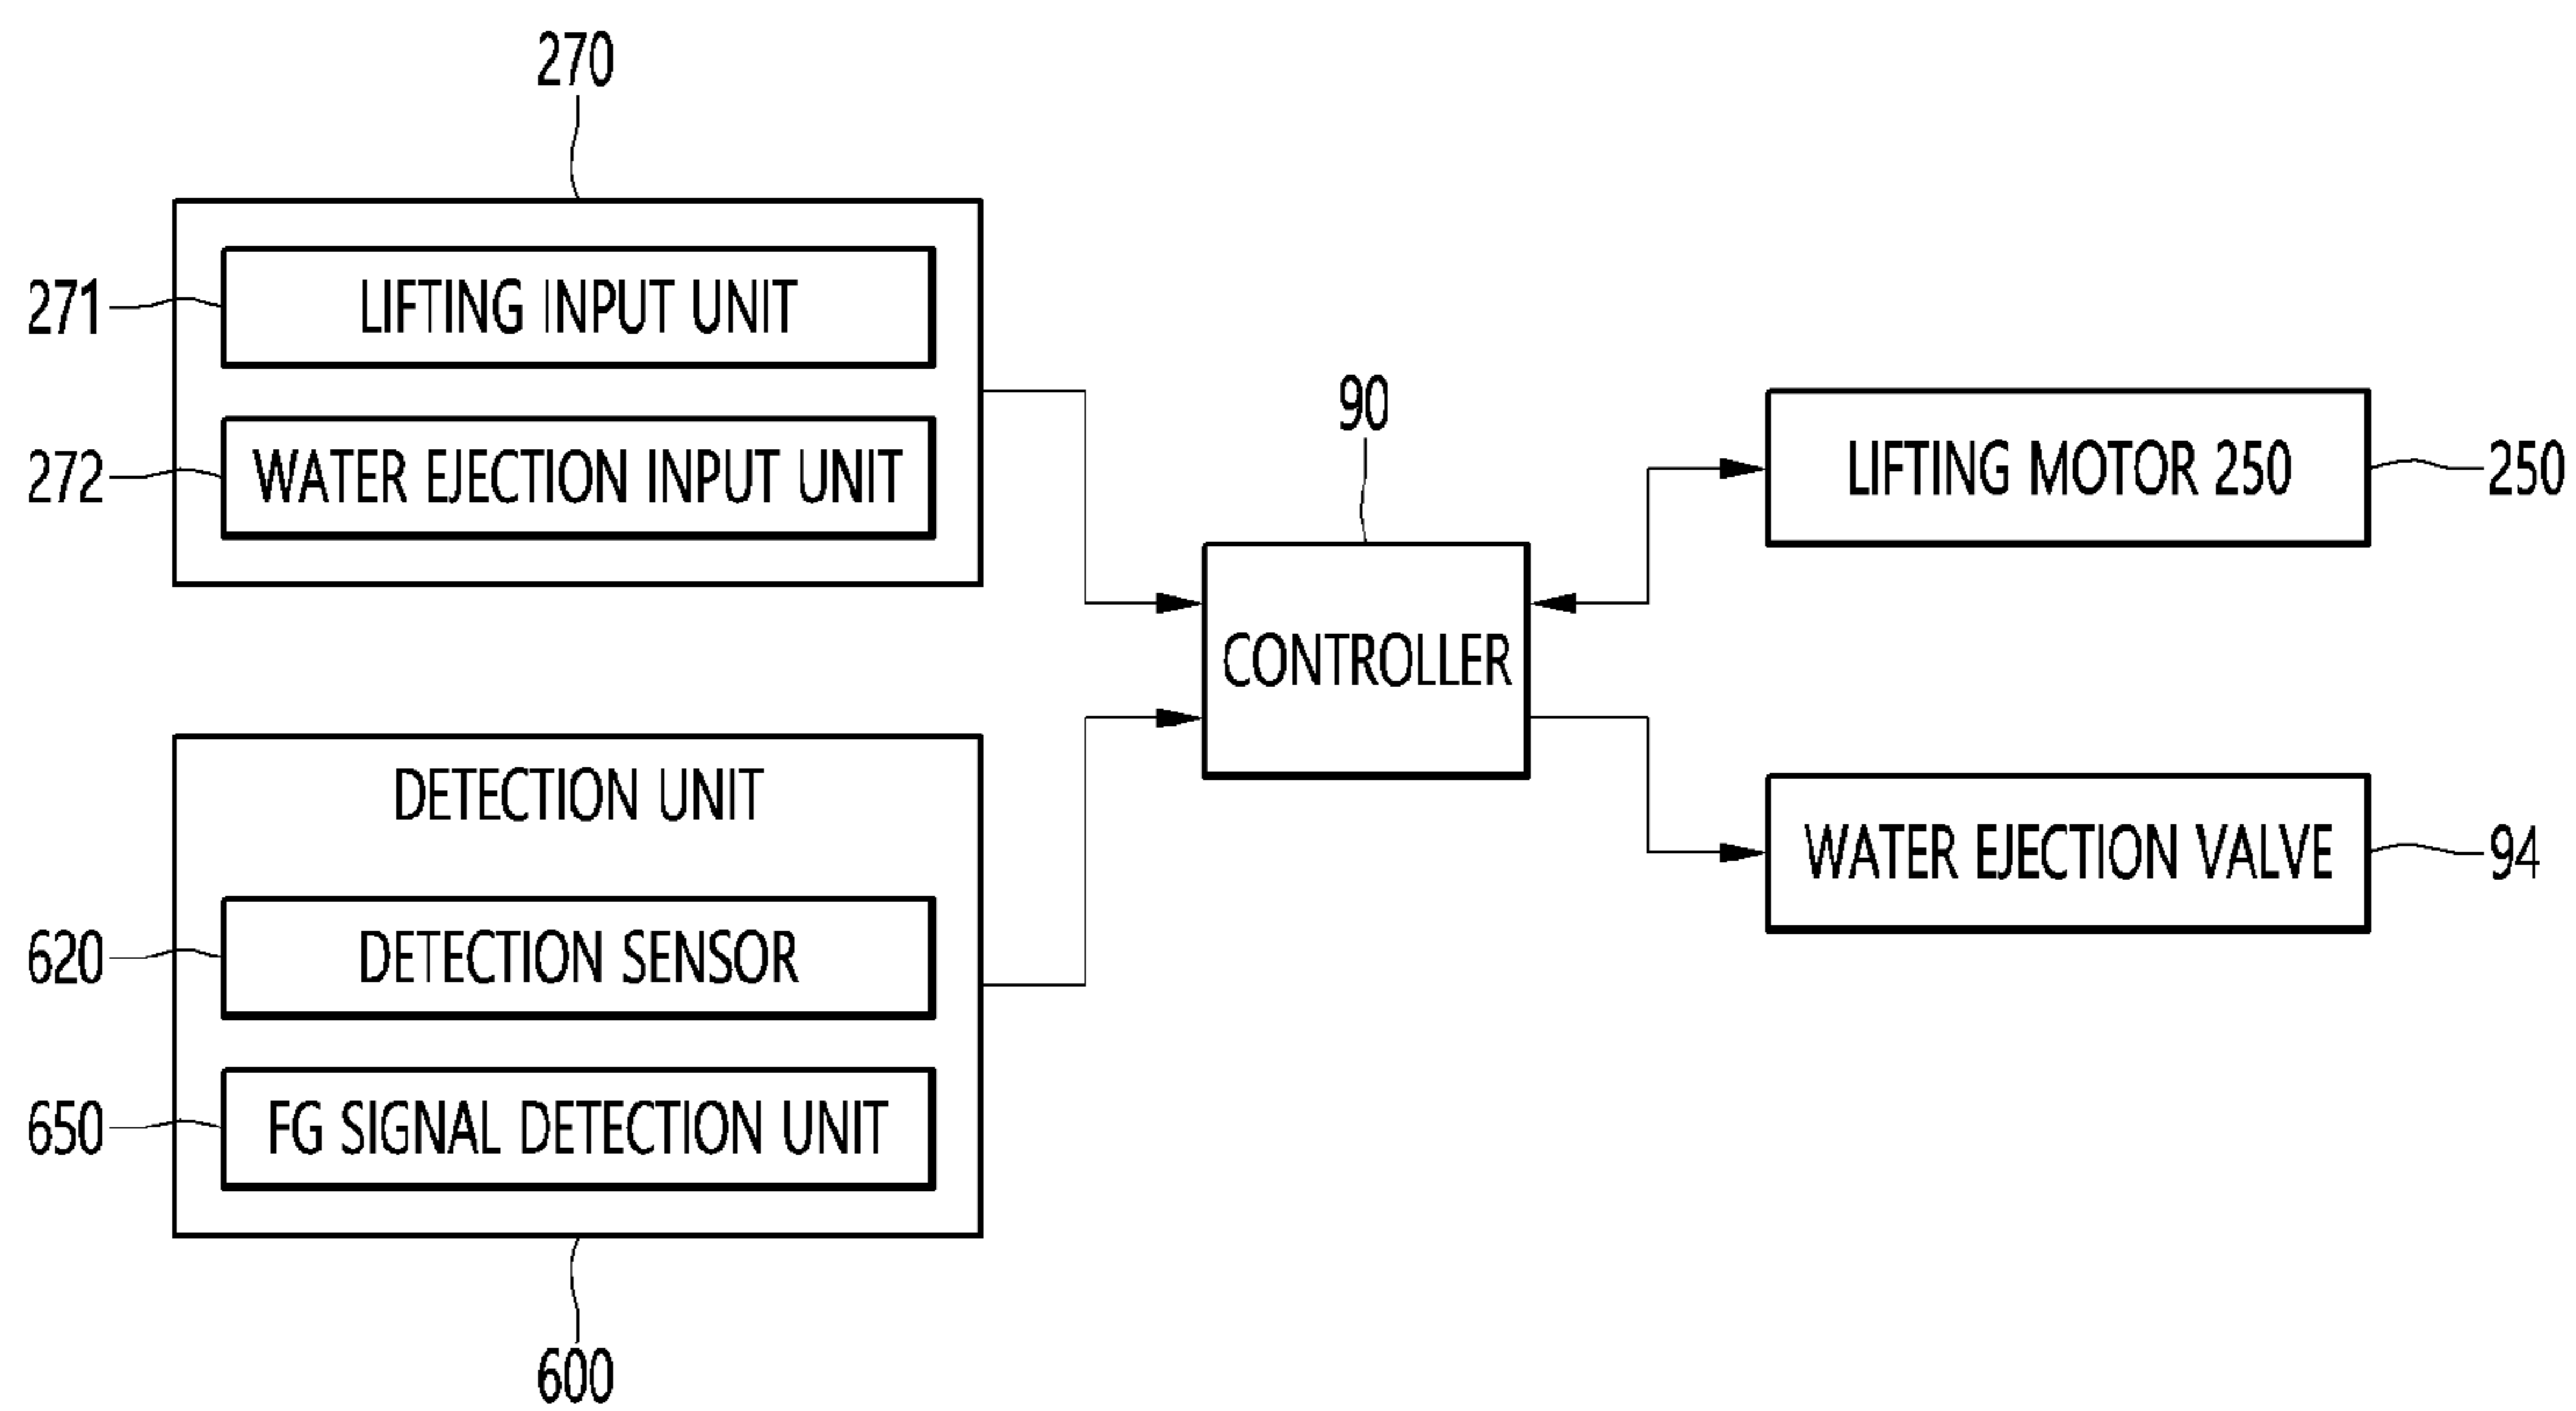 270
271
LIFTING INPUT UNIT
272
WATER EJECTION INPUT UNIT
90
CONTROLLER
LIFTING MOTOR 250
250
WATER EJECTION VALVE
94
DETECTION UNIT
620
DETECTION SENSOR
650
FG SIGNAL DETECTION UNIT
600